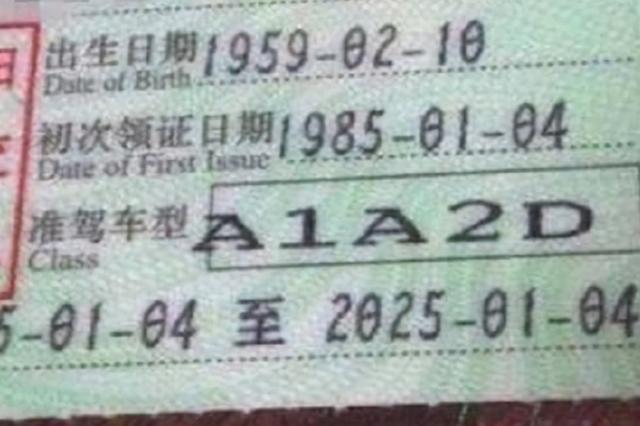 出生日期 1959-02-10
Date of Birth
初次领证日期 1985-01-04
Date of First Issue
准驾车型 A1A2D
Class
5-01-04 至 2025-01-04